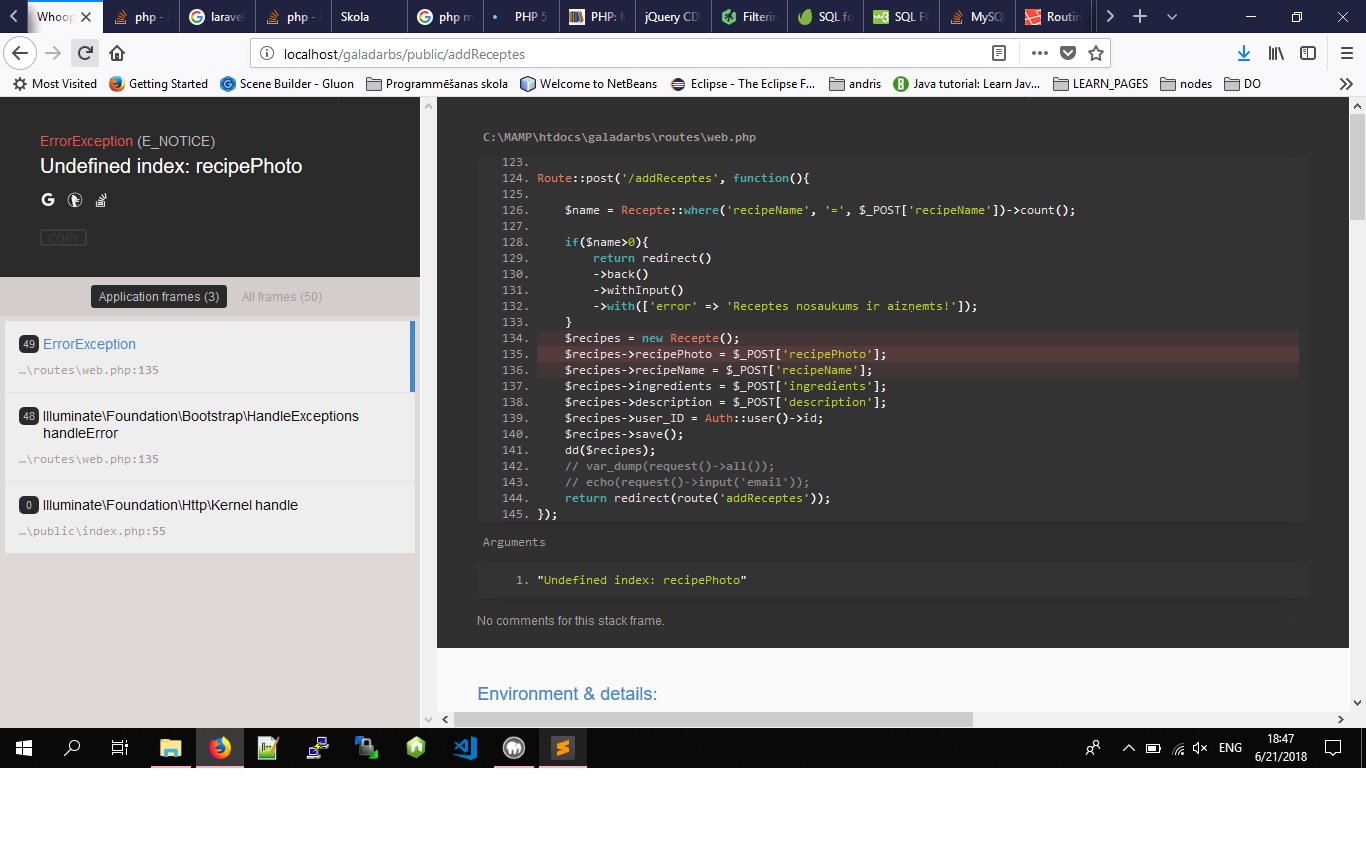 Whoop
php -
larave
php -
Skola
php m
PHP 5
PHP: M
jQuery CD
Filterin
SQL fo
SQL FO
MySQ
Routin
localhost/galadarbs/public/addReceptes
Most Visited
Getting Started
Scene Builder - Gluon
Programmēšanas skola
Welcome to NetBeans
Eclipse - The Eclipse F...
andris
Java tutorial: Learn Jav...
LEARN_PAGES
nodes
DO
ErrorException (E_NOTICE)
Undefined index: recipePhoto
COPY
Application frames (3)
All frames (50)
49 ErrorException
…\routes\web.php:135
48 Illuminate\Foundation\Bootstrap\HandleExceptions
handleError
…\routes\web.php:135
0 Illuminate\Foundation\Http\Kernel handle
…\public\index.php:55
C:\MAMP\htdocs\galadarbs\routes\web.php
123.
124. Route::post('/addReceptes', function(){
125.
126. $name = Recepte::where('recipeName', '=', $_POST['recipeName'])->count();
127.
128. if($name>0){
129. return redirect()
130. ->back()
131. ->withInput()
132. ->with(['error' => 'Receptes nosaukums ir aizņemts!']);
133. }
134. $recipes = new Recepte();
135. $recipes->recipePhoto = $_POST['recipePhoto'];
136. $recipes->recipeName = $_POST['recipeName'];
137. $recipes->ingredients = $_POST['ingredients'];
138. $recipes->description = $_POST['description'];
139. $recipes->user_ID = Auth::user()->id;
140. $recipes->save();
141. dd($recipes);
142. // var_dump(request()->all());
143. // echo(request()->input('email'));
144. return redirect(route('addReceptes'));
145. });
Arguments
1. "Undefined index: recipePhoto"
No comments for this stack frame.
Environment & details:
ENG
18:47
6/21/2018